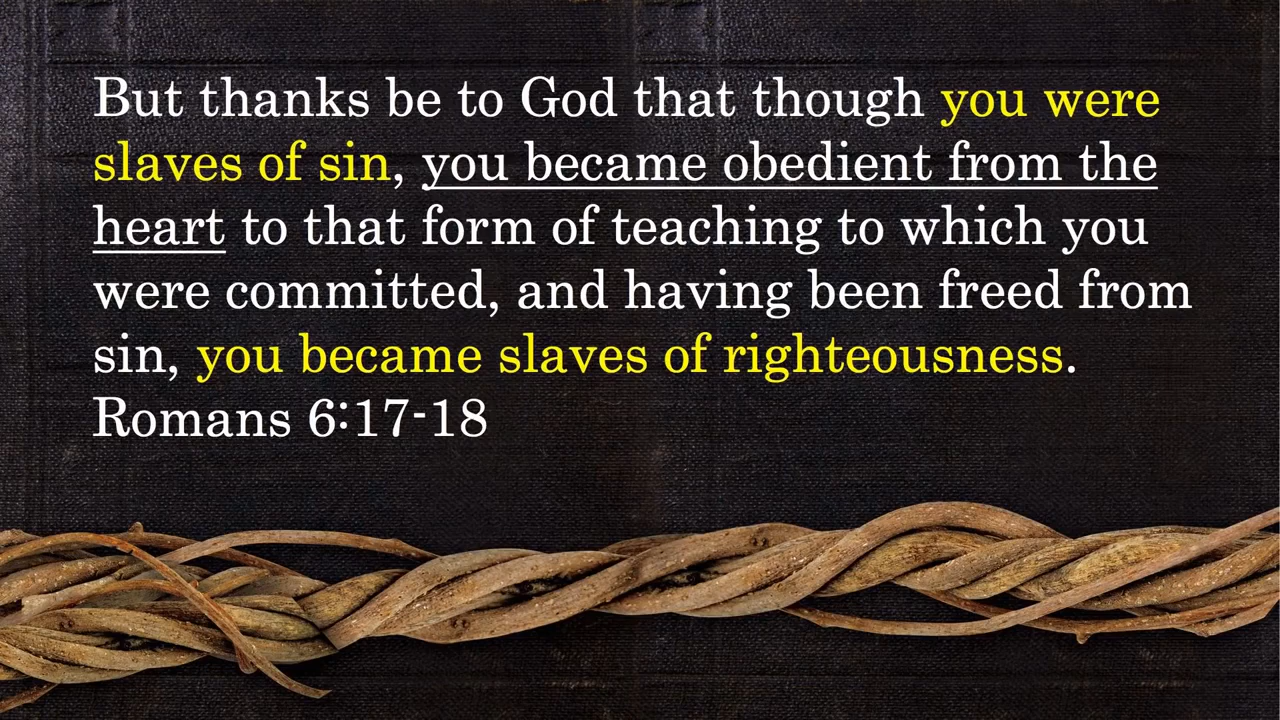 But thanks be to God that though you were
slaves of sin, you became obedient from the
heart to that form of teaching to which you
were committed, and having been freed from
sin, you became slaves of righteousness.
Romans 6:17-18